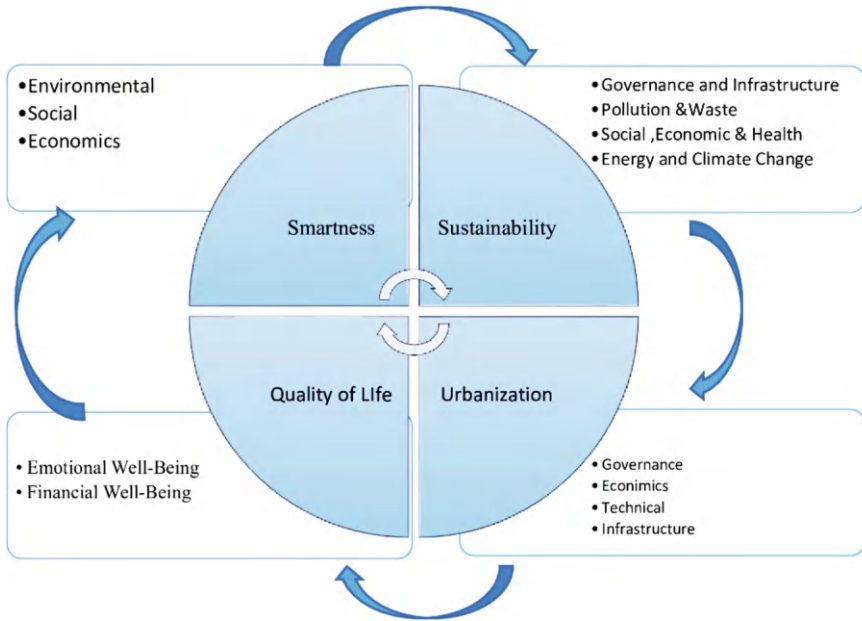 •Environmental
•Social
•Economics
•Governance and Infrastructure
•Pollution &Waste
•Social ,Economic & Health
•Energy and Climate Change
Smartness
Sustainability
Quality of LIfe
Urbanization
• Emotional Well-Being
• Financial Well-Being
•Governance
•Econimics
•Technical
•Infrastructure